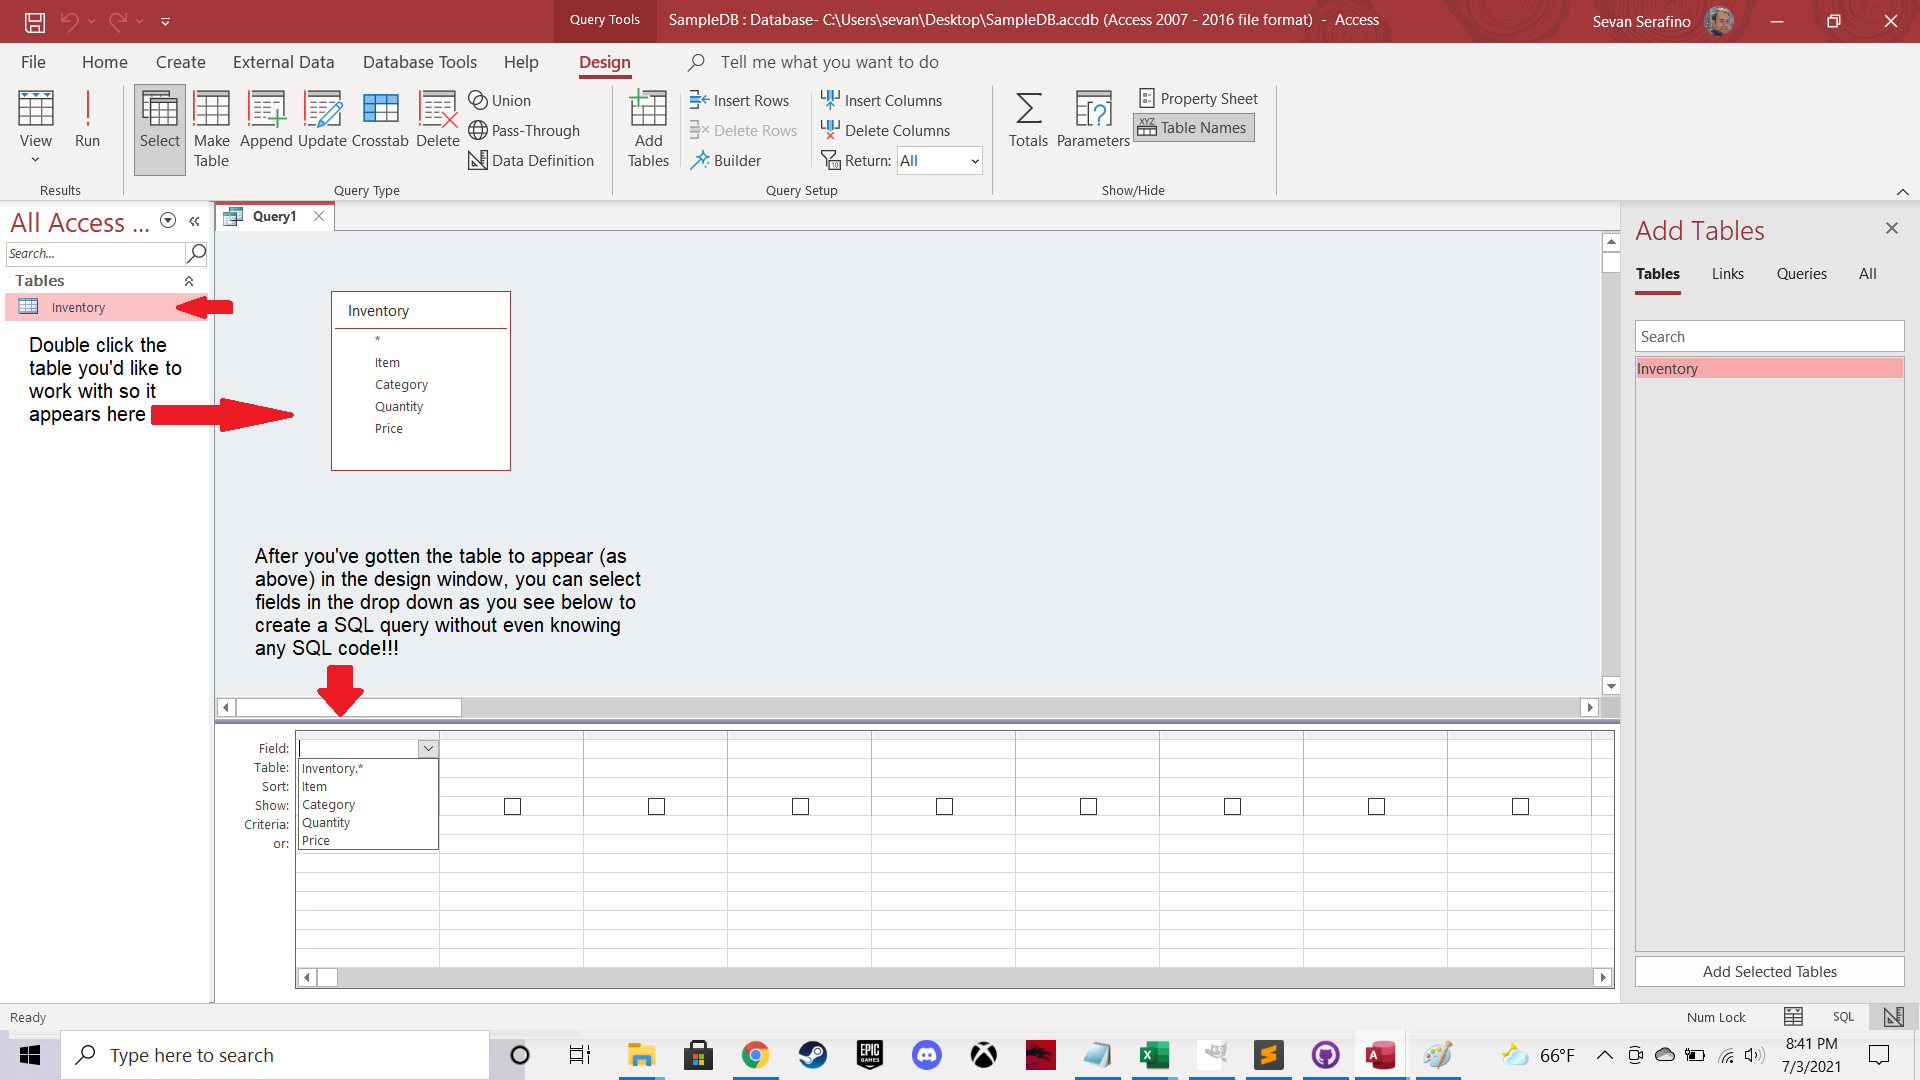 Query Tools
SampleDB : Database- C:\Users\sevan\Desktop\SampleDB.accdb (Access 2007 - 2016 file format)  -  Access
Sevan Serafino
File
Home
Create
External Data
Database Tools
Help
Design
Tell me what you want to do
View
Run
Select
Make
Table
Append
Update
Crosstab
Delete
Union
Pass-Through
Data Definition
Add
Tables
Insert Rows
Delete Rows
Builder
Insert Columns
Delete Columns
Return: All
Totals
Parameters
Property Sheet
XYZ Table Names
Results
Query Type
Query Setup
Show/Hide
All Access ...
Search...
Tables
Inventory
Double click the
table you'd like to
work with so it
appears here
Query1
Inventory
*
Item
Category
Quantity
Price
After you've gotten the table to appear (as
above) in the design window, you can select
fields in the drop down as you see below to
create a SQL query without even knowing
any SQL code!!!
Field:
Table:
Sort:
Show:
Criteria:
or:
Inventory.*
Item
Category
Quantity
Price
Add Tables
Tables
Links
Queries
All
Search
Inventory
Add Selected Tables
Ready
Num Lock
SQL
Type here to search
EPIC
GAMES
66°F
8:41 PM
7/3/2021